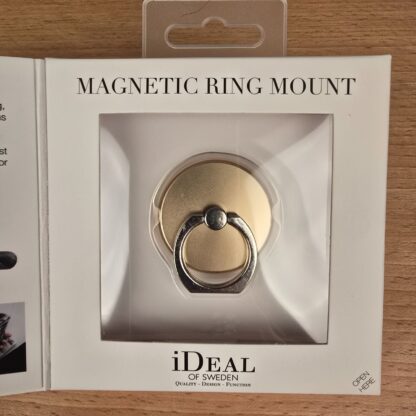 MAGNETIC RING MOUNT
iDEAL
OF SWEDEN
QUALITY - DESIGN - FUNCTION
OPEN
HERE